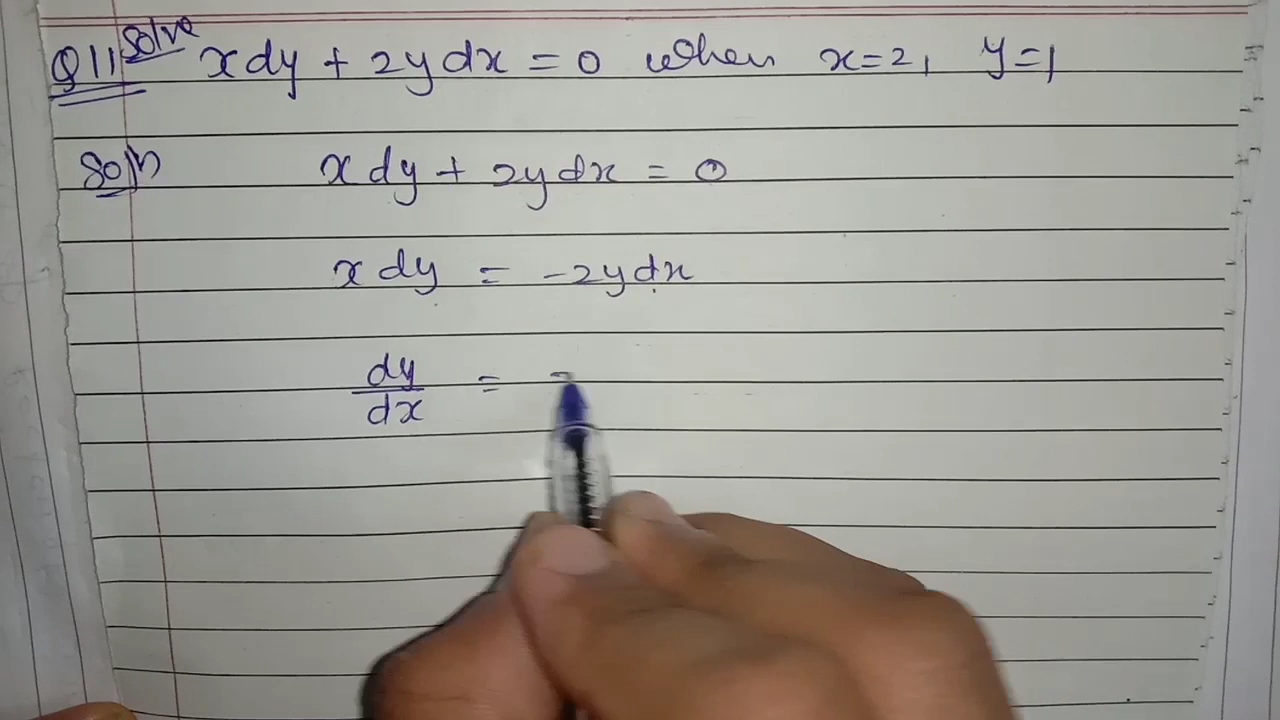 Q11 Solve x dy + 2y dx = 0 when x=2, y=1
Soln x dy + 2y dx = 0
x dy = -2y dx
dy/dx = -